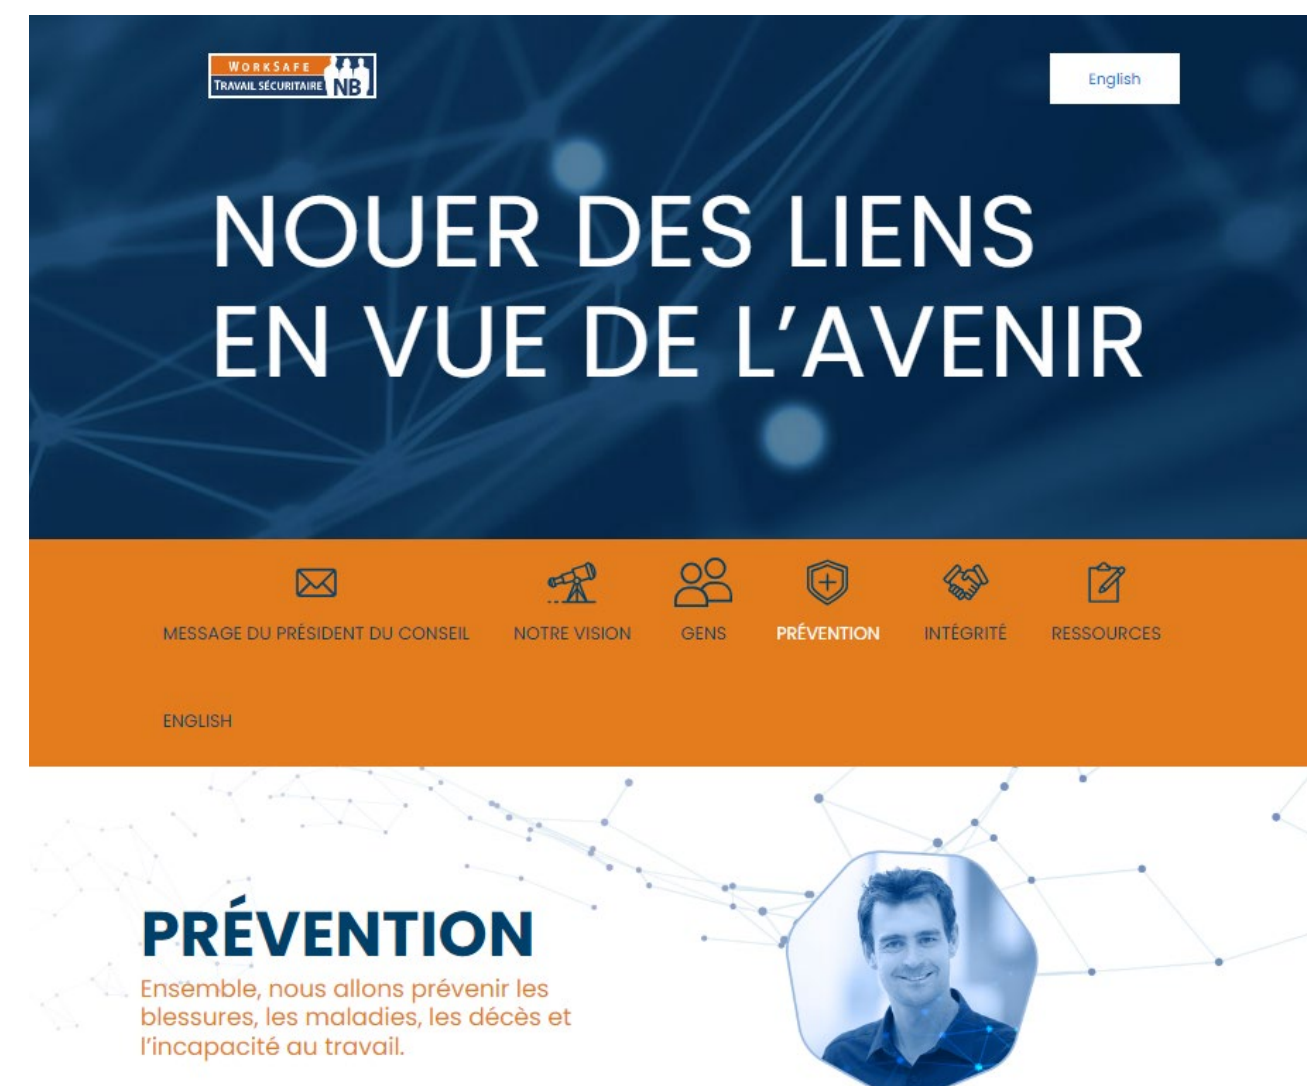 WORKSAFE
TRAVAIL SÉCURITAIRE NB
English
NOUER DES LIENS
EN VUE DE L'AVENIR
MESSAGE DU PRÉSIDENT DU CONSEIL
NOTRE VISION
GENS
PRÉVENTION
INTÉGRITÉ
RESSOURCES
ENGLISH
PRÉVENTION
Ensemble, nous allons prévenir les
blessures, les maladies, les décès et
l'incapacité au travail.